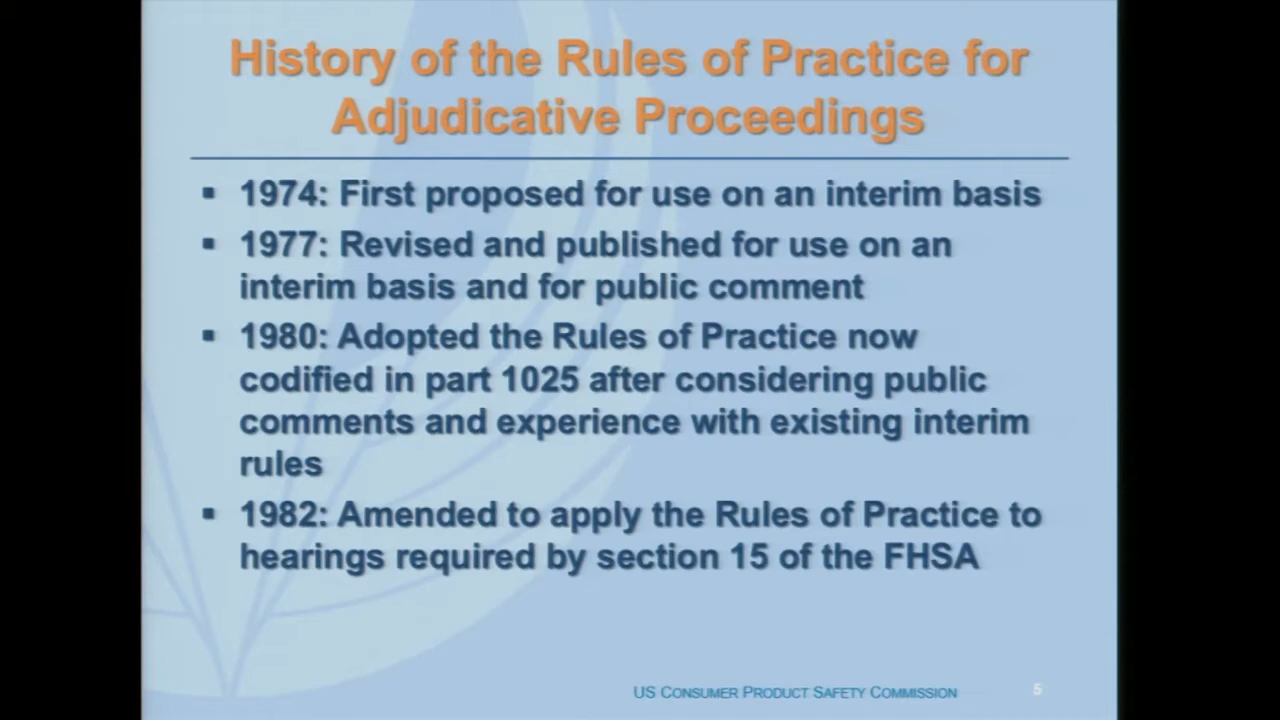 History of the Rules of Practice for
Adjudicative Proceedings
▪ 1974: First proposed for use on an interim basis
▪ 1977: Revised and published for use on an
interim basis and for public comment
▪ 1980: Adopted the Rules of Practice now
codified in part 1025 after considering public
comments and experience with existing interim
rules
▪ 1982: Amended to apply the Rules of Practice to
hearings required by section 15 of the FHSA
US CONSUMER PRODUCT SAFETY COMMISSION 5